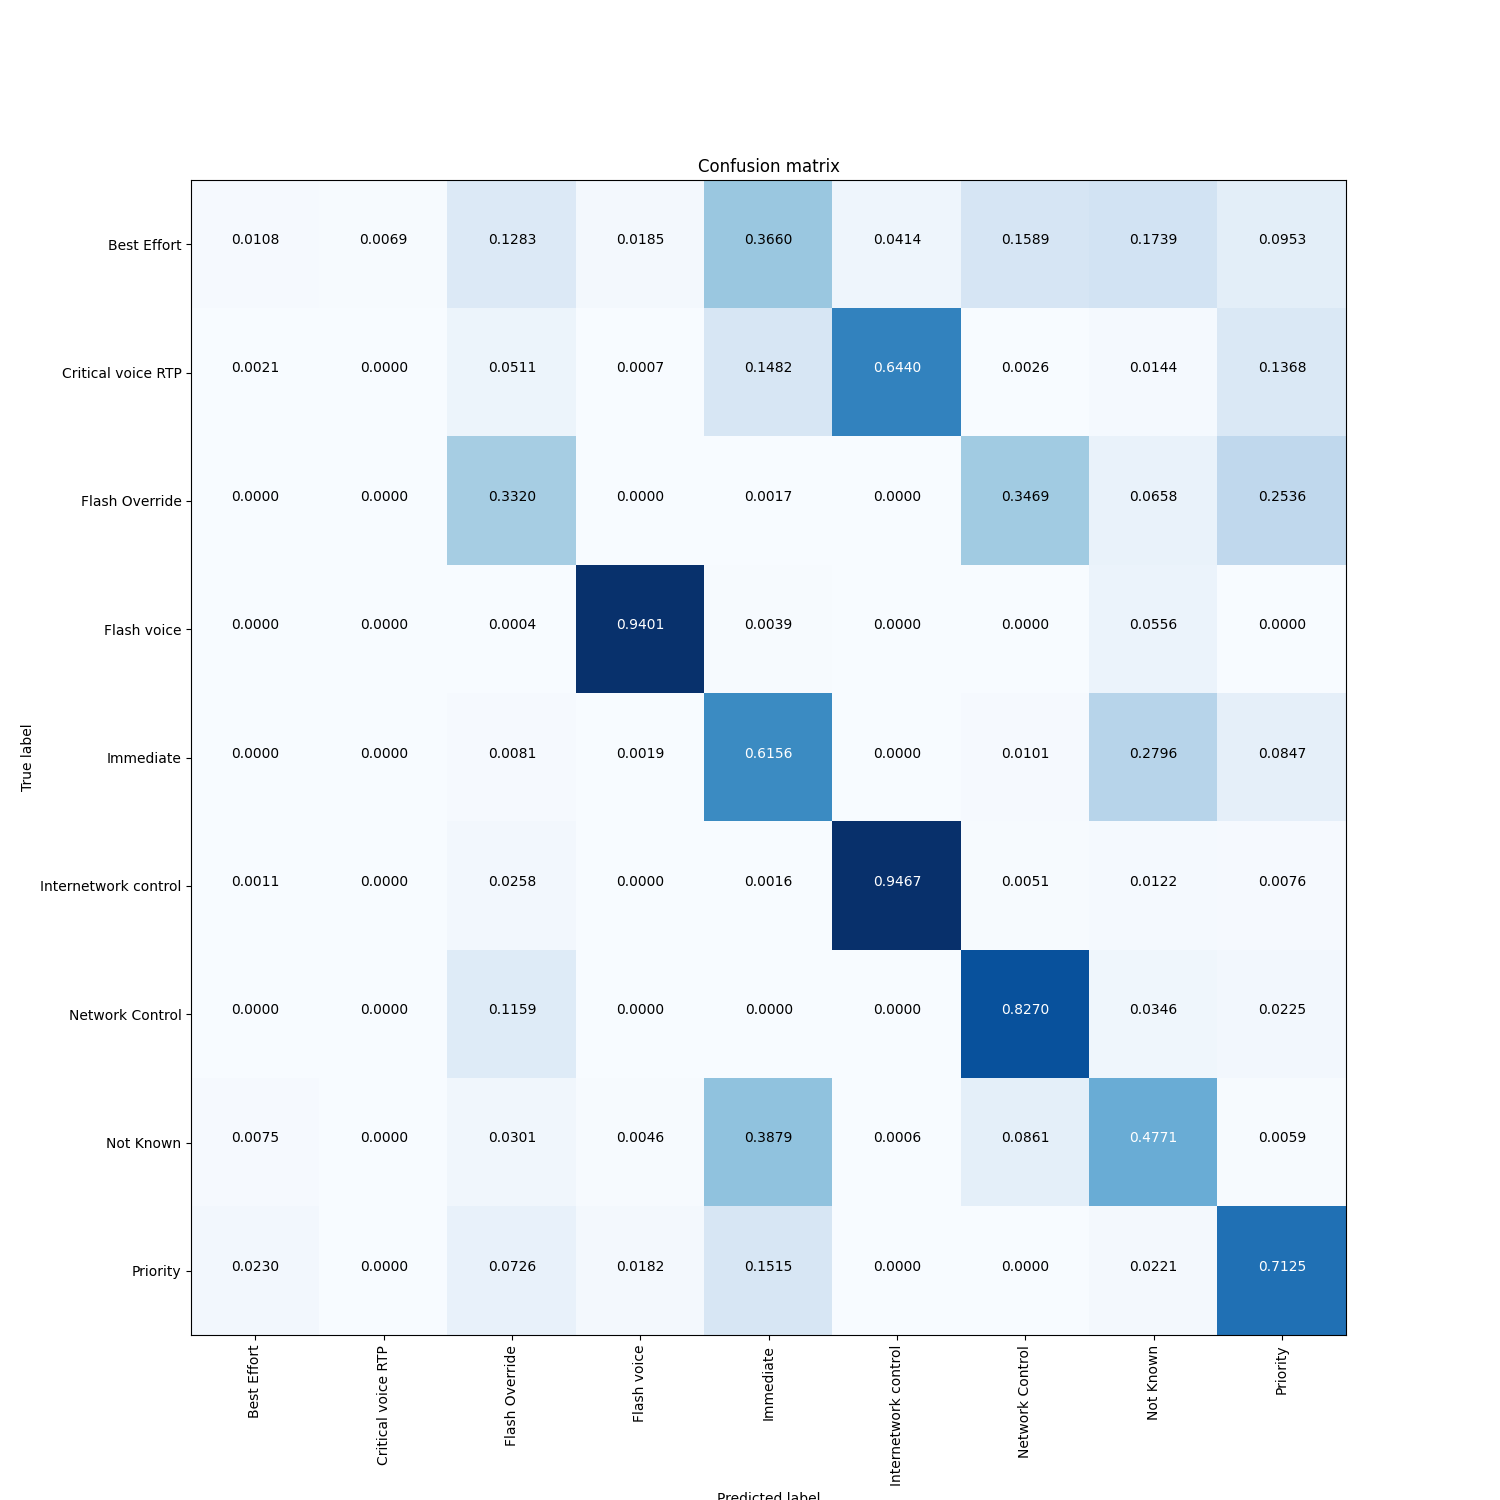 Confusion matrix
Best Effort 0.0108 0.0069 0.1283 0.0185 0.3660 0.0414 0.1589 0.1739 0.0953
Critical voice RTP 0.0021 0.0000 0.0511 0.0007 0.1482 0.6440 0.0026 0.0144 0.1368
Flash Override 0.0000 0.0000 0.3320 0.0000 0.0017 0.0000 0.3469 0.0658 0.2536
Flash voice 0.0000 0.0000 0.0004 0.9401 0.0039 0.0000 0.0000 0.0556 0.0000
Immediate 0.0000 0.0000 0.0081 0.0019 0.6156 0.0000 0.0101 0.2796 0.0847
Internetwork control 0.0011 0.0000 0.0258 0.0000 0.0016 0.9467 0.0051 0.0122 0.0076
Network Control 0.0000 0.0000 0.1159 0.0000 0.0000 0.0000 0.8270 0.0346 0.0225
Not Known 0.0075 0.0000 0.0301 0.0046 0.3879 0.0006 0.0861 0.4771 0.0059
Priority 0.0230 0.0000 0.0726 0.0182 0.1515 0.0000 0.0000 0.0221 0.7125
True label
Best Effort
Critical voice RTP
Flash Override
Flash voice
Immediate
Internetwork control
Network Control
Not Known
Priority
Predicted label